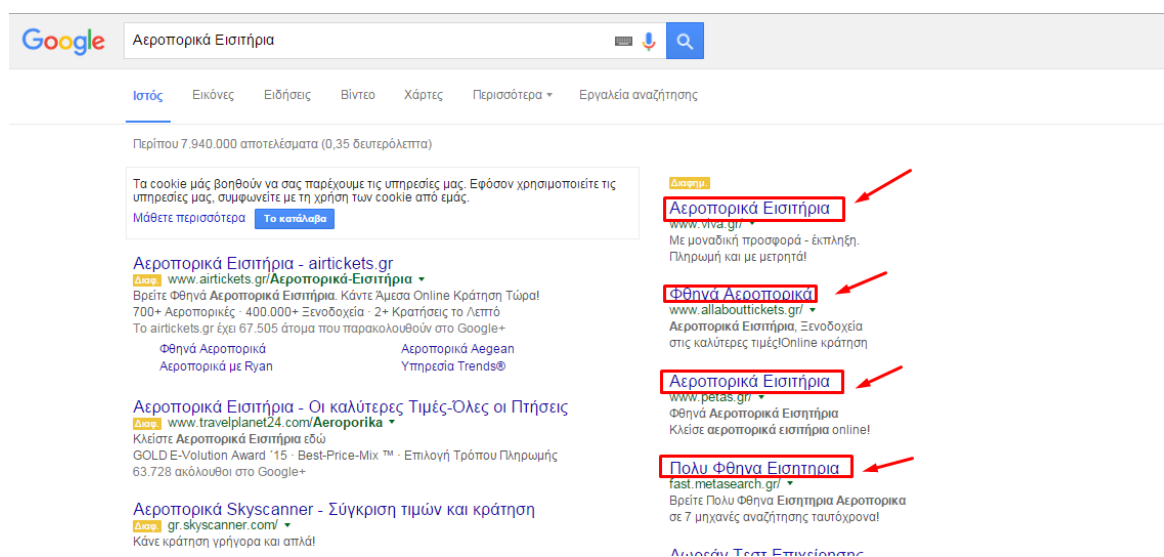 Google
Αεροπορικά Εισιτήρια
Ιστός Εικόνες Ειδήσεις Βίντεο Χάρτες Περισσότερα Εργαλεία αναζήτησης
Περίπου 7.940.000 αποτελέσματα (0,35 δευτερόλεπτα)
Τα cookie μάς βοηθούν να σας παρέχουμε τις υπηρεσίες μας. Εφόσον χρησιμοποιείτε τις
υπηρεσίες μας, συμφωνείτε με τη χρήση των cookie από εμάς.
Μάθετε περισσότερα Το κατάλαβα
Αεροπορικά Εισιτήρια - airtickets.gr
Διαφ. www.airtickets.gr/Αεροπορικά-Εισιτήρια
Βρείτε Φθηνά Αεροπορικά Εισιτήρια. Κάντε Άμεσα Online Κράτηση Τώρα!
700+ Αεροπορικές · 400.000+ Ξενοδοχεία · 2+ Κρατήσεις το Λεπτό
Το airtickets.gr έχει 67.505 άτομα που παρακολουθούν στο Google+
Φθηνά Αεροπορικά Αεροπορικά Aegean
Αεροπορικά με Ryan Υπηρεσία Trends®
Αεροπορικά Εισιτήρια - Οι καλύτερες Τιμές-Όλες οι Πτήσεις
Διαφ. www.travelplanet24.com/Aeroporika
Κλείστε Αεροπορικά Εισιτήρια εδώ
GOLD E-Volution Award '15 · Best-Price-Mix ™ · Επιλογή Τρόπου Πληρωμής
63.728 ακόλουθοι στο Google+
Αεροπορικά Skyscanner - Σύγκριση τιμών και κράτηση
Διαφ. gr.skyscanner.com/
Κάνε κράτηση γρήγορα και απλά!
Διαφημ.
Αεροπορικά Εισιτήρια
www.viva.gr/
Με μοναδική προσφορά - έκπληξη.
Πληρωμή και με μετρητά!
Φθηνά Αεροπορικά
www.allabouttickets.gr/
Αεροπορικά Εισιτήρια, Ξενοδοχεία
στις καλύτερες τιμές!Online κράτηση
Αεροπορικά Εισιτήρια
www.petas.gr/
Φθηνά Αεροπορικά Εισητήρια
Κλείσε αεροπορικά εισιτήρια online!
Πολυ Φθηνα Εισητηρια
fast.metasearch.gr/
Βρείτε Πολυ Φθηνα Εισητηρια Αεροπορικα
σε 7 μηχανές αναζήτησης ταυτόχρονα!
Δωρεάν Τεστ Επιχείρησης